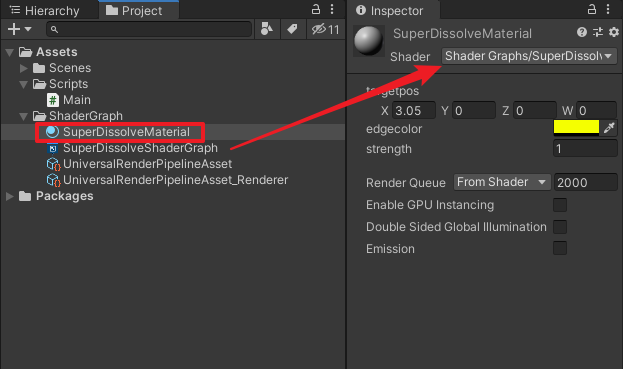 Hierarchy
Project
11
Assets
Scenes
Scripts
Main
ShaderGraph
SuperDissolveMaterial
SuperDissolveShaderGraph
UniversalRenderPipelineAsset
UniversalRenderPipelineAsset_Renderer
Packages
Inspector
SuperDissolveMaterial
Shader Shader Graphs/SuperDissolv
targetpos
X 3.05 Y 0 Z 0 W 0
edgecolor
strength 1
Render Queue From Shader 2000
Enable GPU Instancing
Double Sided Global Illumination
Emission